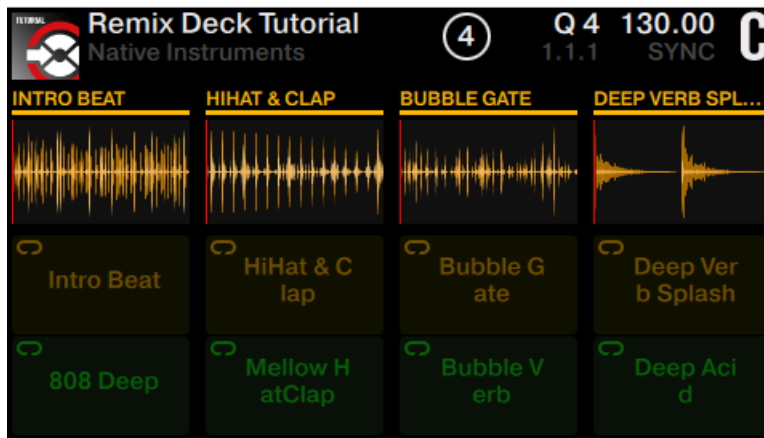 TUTORIAL
Remix Deck Tutorial
Native Instruments
4
Q 4
130.00
C
1.1.1
SYNC
INTRO BEAT
HIHAT & CLAP
BUBBLE GATE
DEEP VERB SPL...
Intro Beat
HiHat & C
lap
Bubble G
ate
Deep Ver
b Splash
808 Deep
Mellow H
atClap
Bubble V
erb
Deep Aci
d